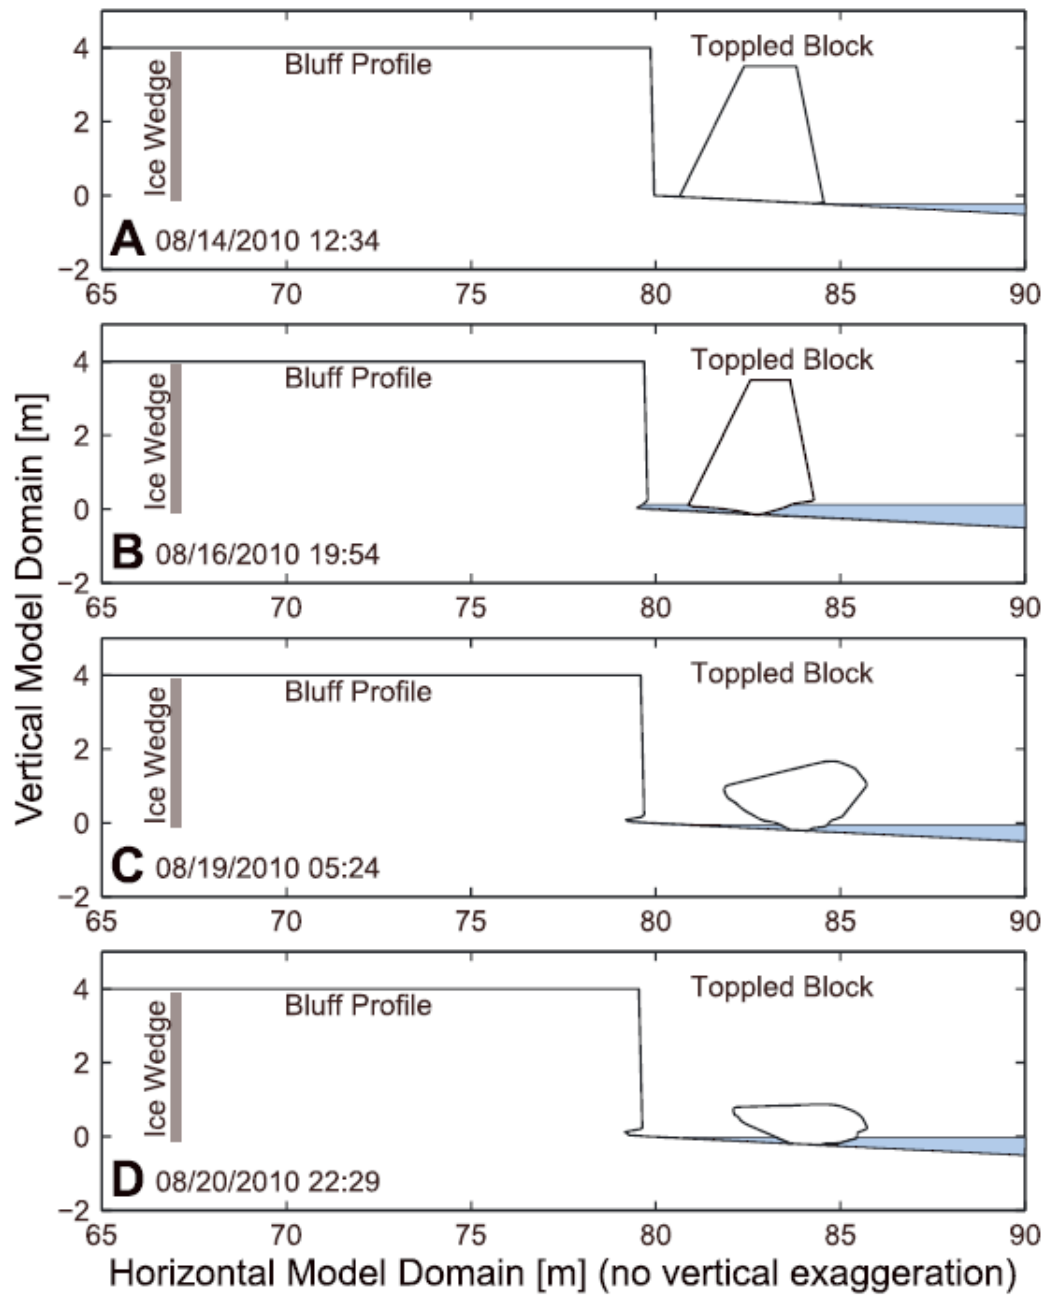 Vertical Model Domain [m]
4
2
0
−2
Ice Wedge
Bluff Profile
Toppled Block
A 08/14/2010 12:34
65 70 75 80 85 90
4
2
0
−2
Ice Wedge
Bluff Profile
Toppled Block
B 08/16/2010 19:54
65 70 75 80 85 90
4
2
0
−2
Ice Wedge
Bluff Profile
Toppled Block
C 08/19/2010 05:24
65 70 75 80 85 90
4
2
0
−2
Ice Wedge
Bluff Profile
Toppled Block
D 08/20/2010 22:29
65 70 75 80 85 90
Horizontal Model Domain [m] (no vertical exaggeration)